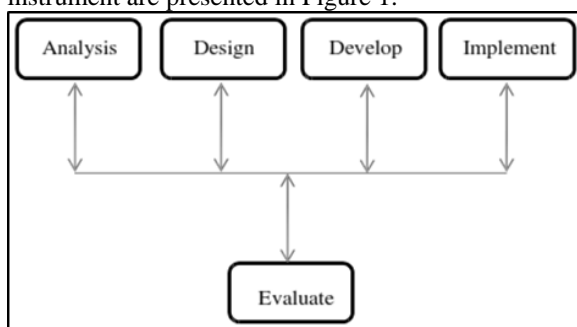 instrument are presented in Figure 1.
Analysis Design Develop Implement
Evaluate